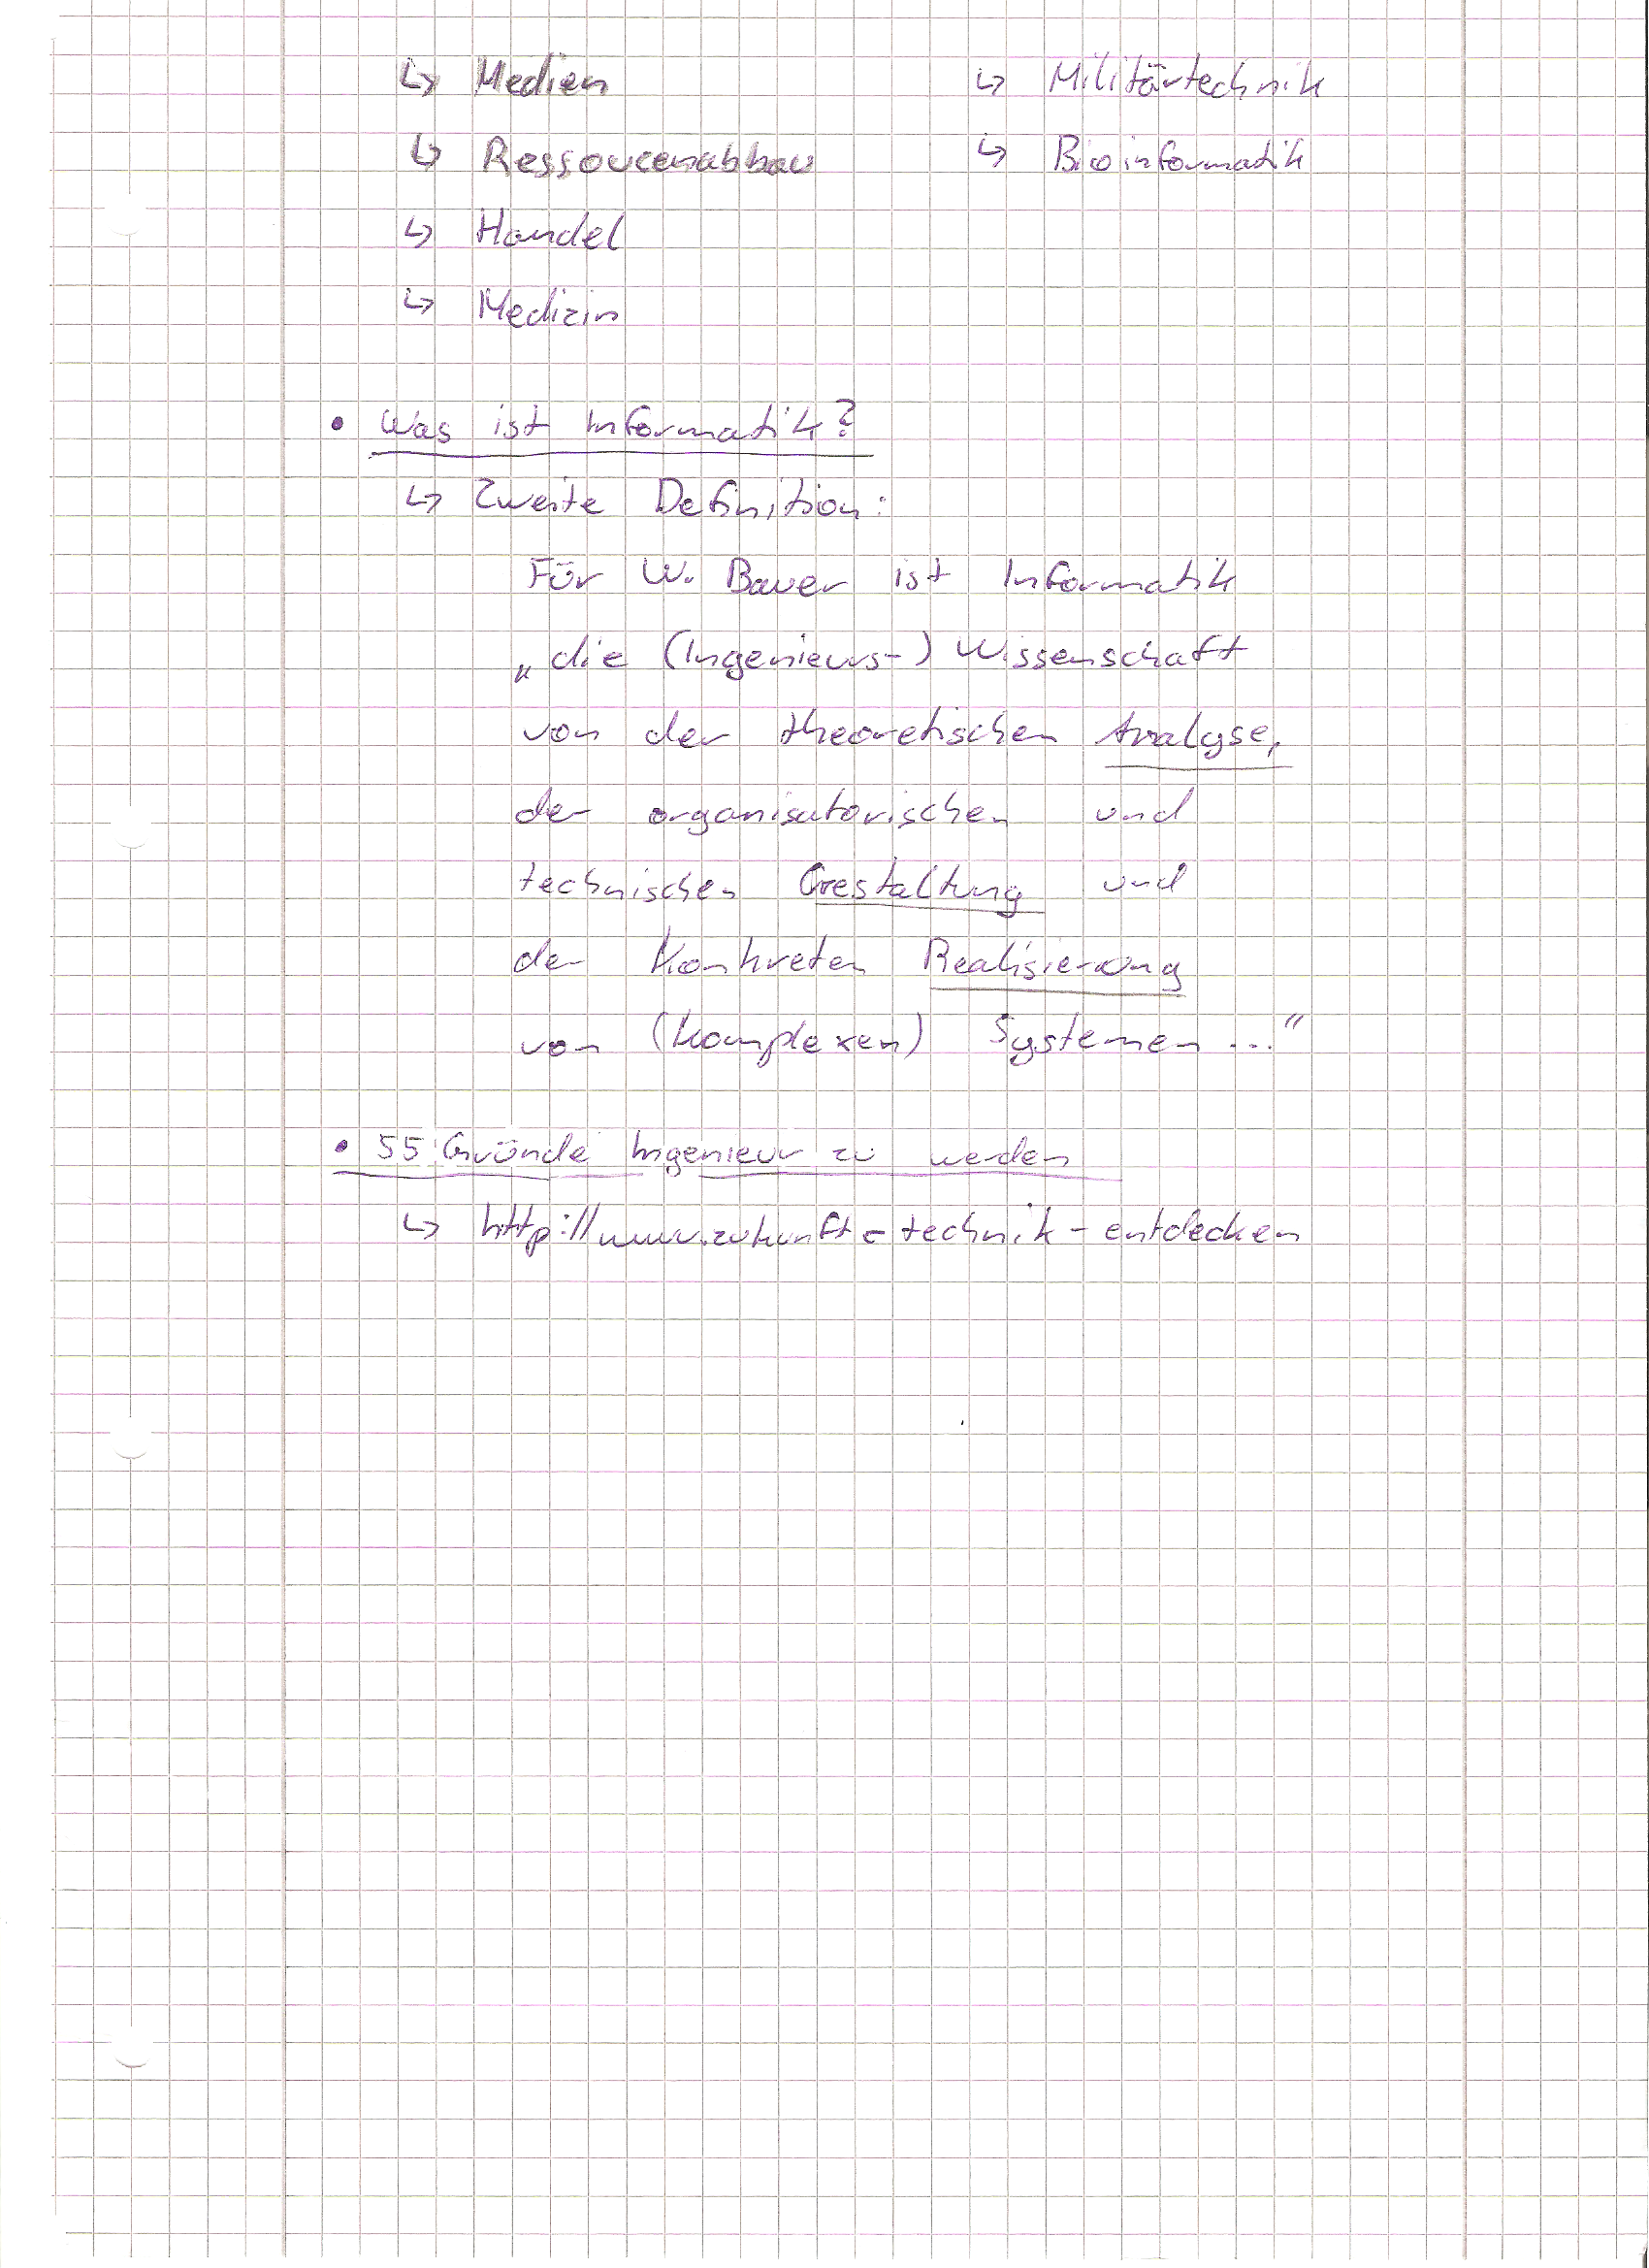 ↳ Medien
↳ Ressoucenabbau
↳ Handel
↳ Medizin
↳ Militärtechnik
↳ Bioinformatik
• Was ist Informatik?
↳ Zweite Definition:
Für W. Bauer ist Informatik
„die (Ingenieurs-) Wissenschaft
von der theoretischen Analyse,
der organisatorischen und
technischen Gestaltung und
der konkreten Realisierung
von (komplexen) Systemen ..."
• 55 Gründe Ingenieur zu werden
↳ http://www.zukunft-technik-entdecken